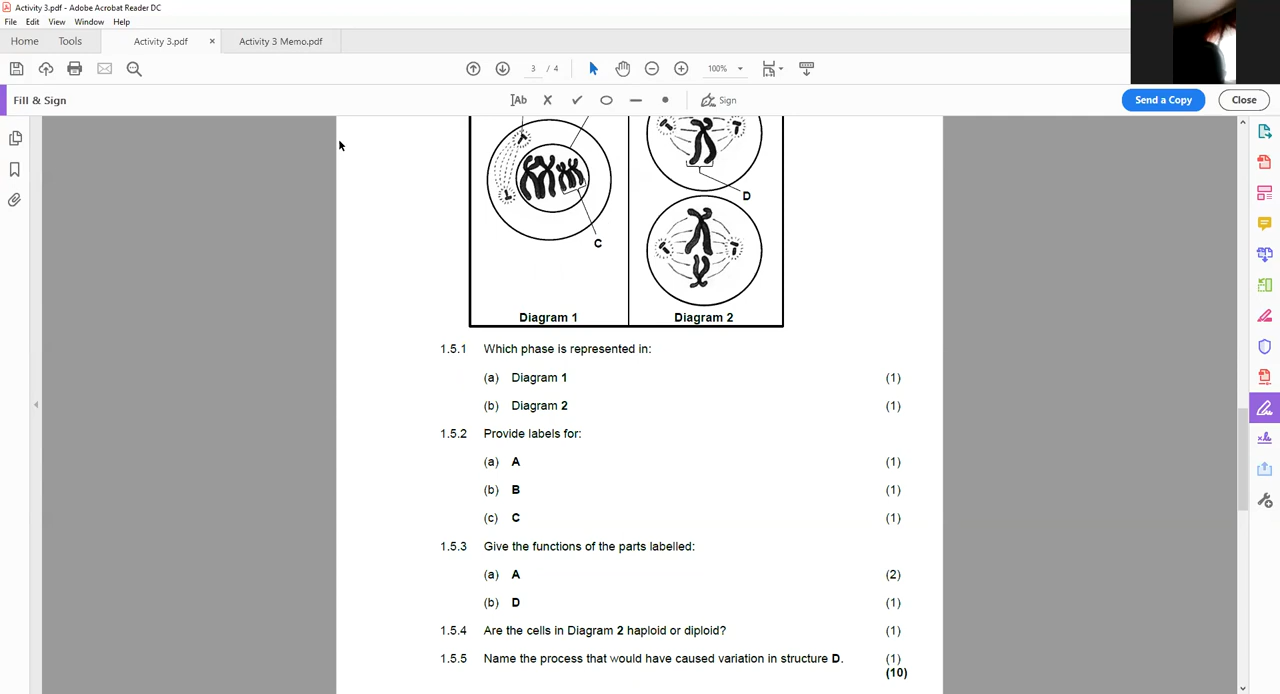 Activity 3.pdf - Adobe Acrobat Reader DC
File Edit View Window Help
Home Tools Activity 3.pdf × Activity 3 Memo.pdf
3 / 4 100%
Fill & Sign Ab Sign Send a Copy Close
D
C
Diagram 1 Diagram 2
1.5.1 Which phase is represented in:
(a) Diagram 1 (1)
(b) Diagram 2 (1)
1.5.2 Provide labels for:
(a) A (1)
(b) B (1)
(c) C (1)
1.5.3 Give the functions of the parts labelled:
(a) A (2)
(b) D (1)
1.5.4 Are the cells in Diagram 2 haploid or diploid? (1)
1.5.5 Name the process that would have caused variation in structure D. (1)
(10)